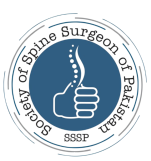 Society of Spine Surgeon of Pakistan
SSSP